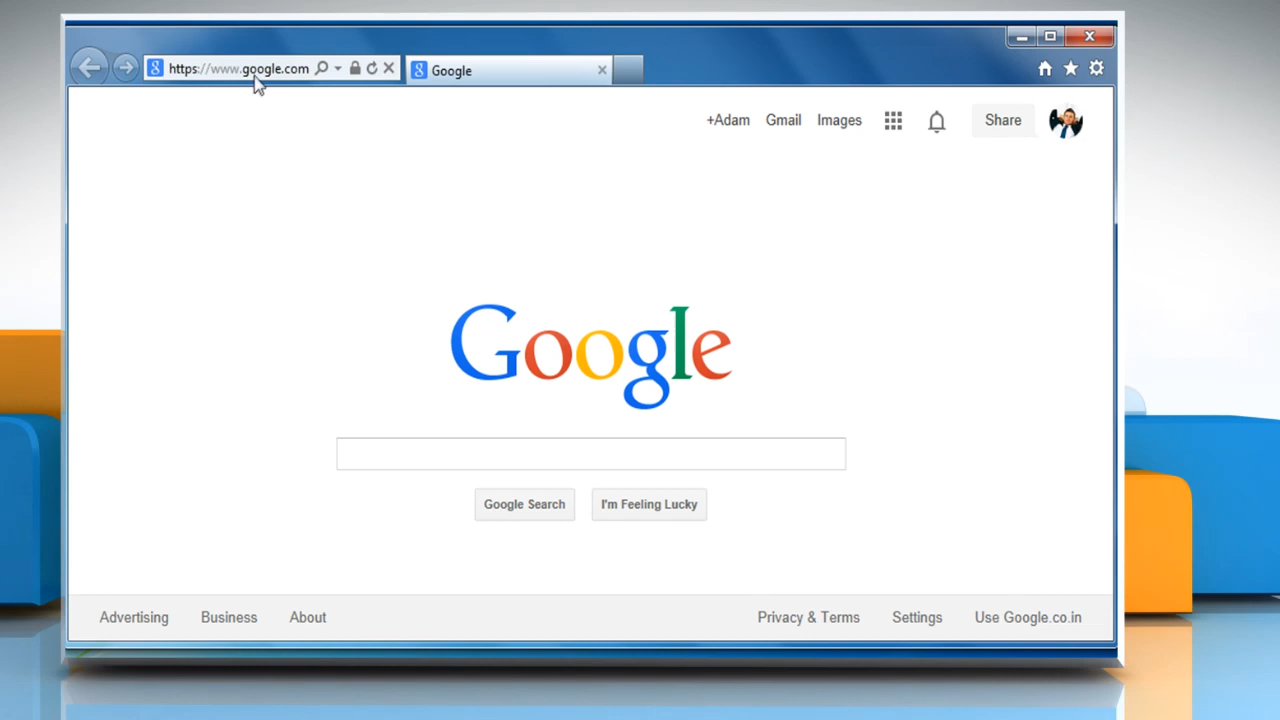 https://www.google.com
Google
+Adam Gmail Images Share
Google
Google Search I'm Feeling Lucky
Advertising Business About Privacy & Terms Settings Use Google.co.in